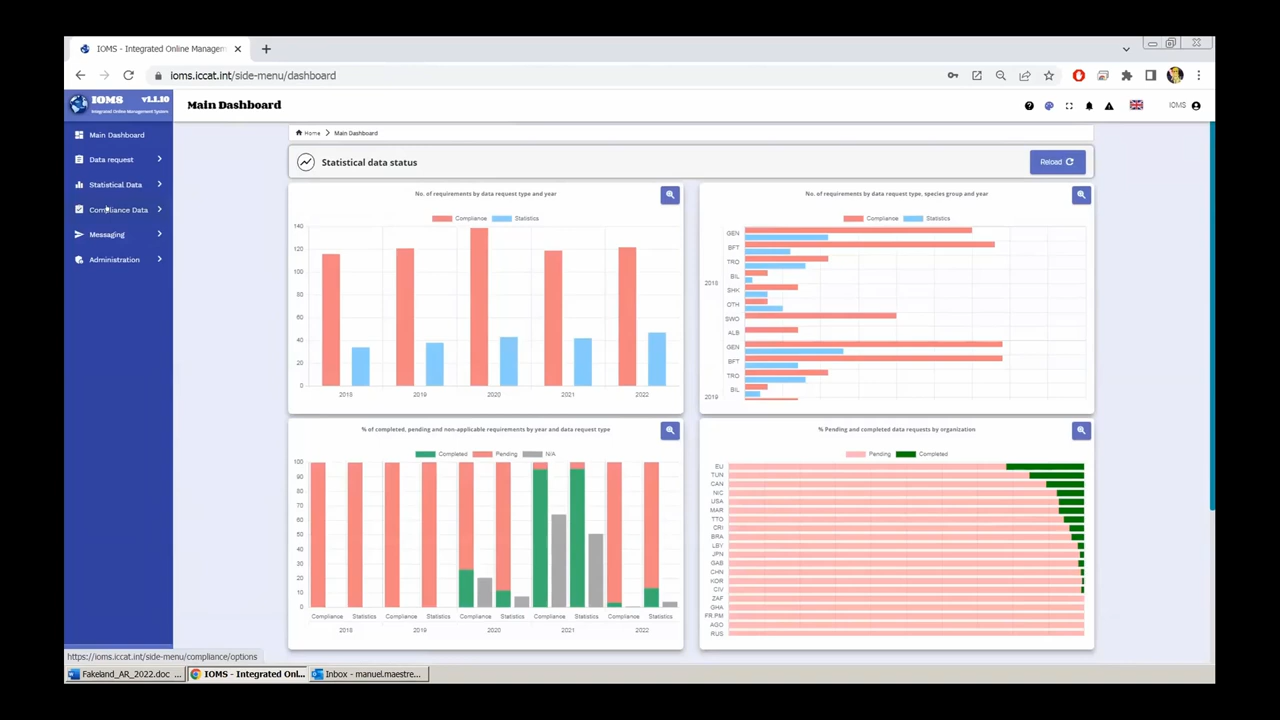 IOMS - Integrated Online Managem
ioms.iccat.int/side-menu/dashboard
IOMS v1.1.10
Integrated Online Management System
Main Dashboard
IOMS
Main Dashboard
Data request
Statistical Data
Compliance Data
Messaging
Administration
Home > Main Dashboard
Statistical data status
Reload
No. of requirements by data request type and year
Compliance Statistics
140
120
100
80
60
40
20
0
2018 2019 2020 2021 2022
No. of requirements by data request type, species group and year
Compliance Statistics
GEN
BFT
TRO
BIL
2018
SHK
OTH
SWO
ALB
GEN
BFT
TRO
BIL
2019
% of completed, pending and non-applicable requirements by year and data request type
Completed Pending N/A
100
90
80
70
60
50
40
30
20
10
0
Compliance Statistics Compliance Statistics Compliance Statistics Compliance Statistics Compliance Statistics
2018 2019 2020 2021 2022
% Pending and completed data requests by organization
Pending Completed
EU
TUN
CAN
NIC
USA
MAR
TTO
CRI
BRA
LBY
JPN
GAB
CHN
KOR
CIV
ZAF
GHA
FR.PM
AGO
RUS
https://ioms.iccat.int/side-menu/compliance/options
Fakeland_AR_2022.doc ...
IOMS - Integrated Onl...
Inbox - manuel.maestre...